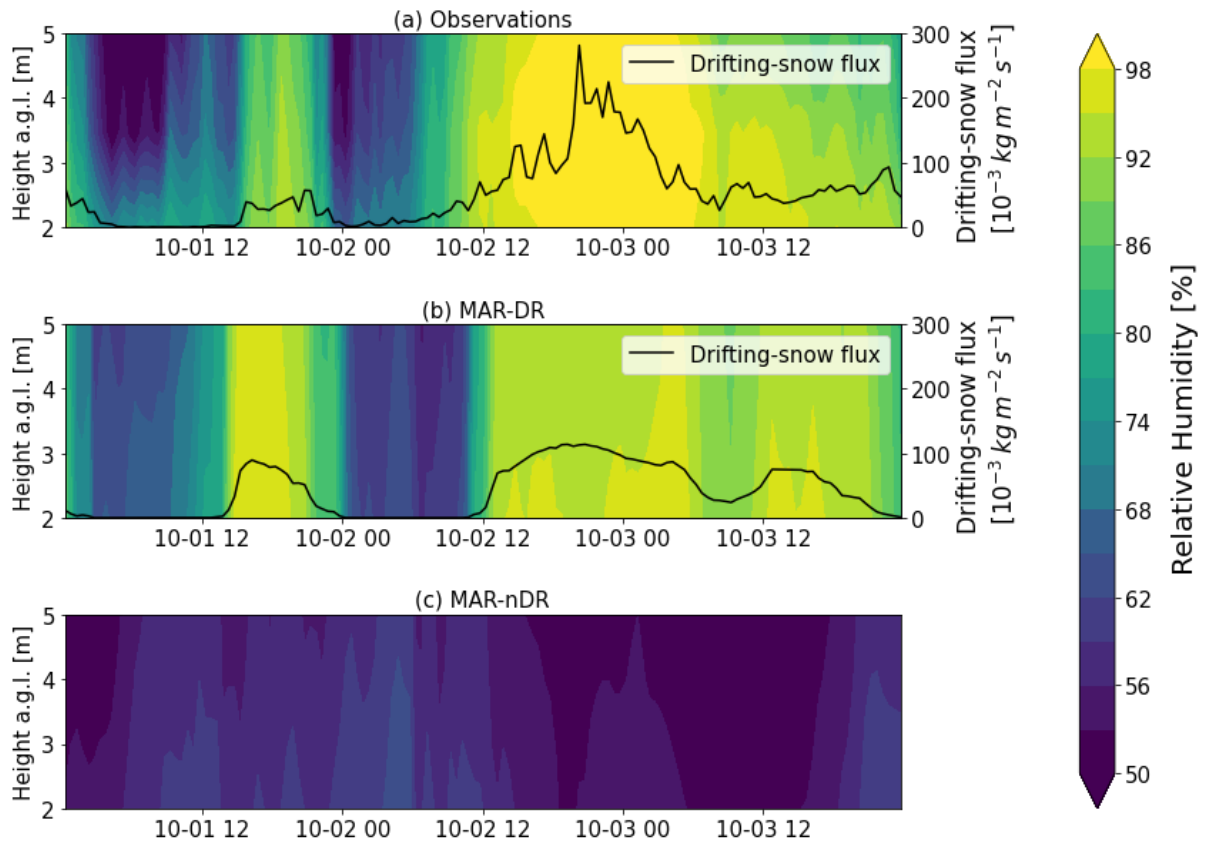 (a) Observations
Height a.g.l. [m]
5
4
3
2
Drifting-snow flux
300
200
100
0
Drifting-snow flux
[10⁻³ kg m⁻² s⁻¹]
10-01 12 10-02 00 10-02 12 10-03 00 10-03 12
(b) MAR-DR
Height a.g.l. [m]
5
4
3
2
Drifting-snow flux
300
200
100
0
Drifting-snow flux
[10⁻³ kg m⁻² s⁻¹]
10-01 12 10-02 00 10-02 12 10-03 00 10-03 12
(c) MAR-nDR
Height a.g.l. [m]
5
4
3
2
10-01 12 10-02 00 10-02 12 10-03 00 10-03 12
98
92
86
80
74
68
62
56
50
Relative Humidity [%]